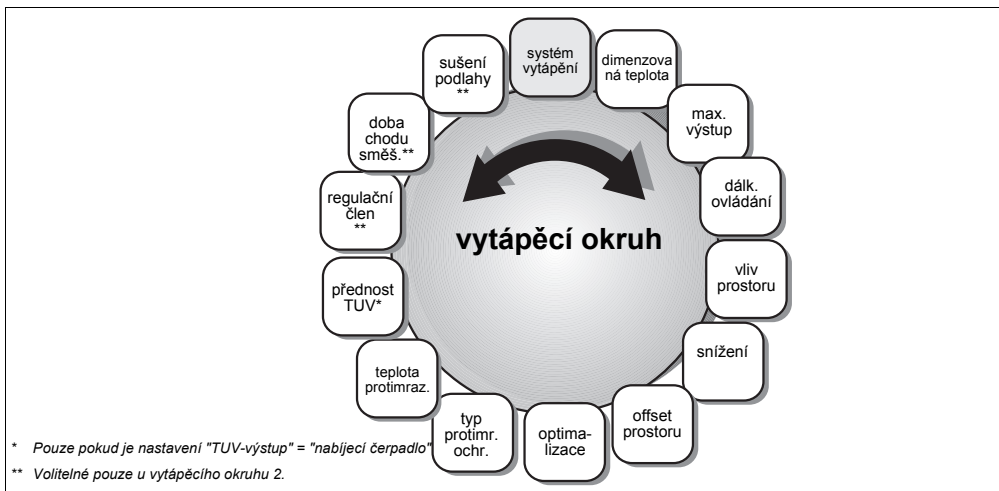 systém
vytápění
dimenzova
ná teplota
max.
výstup
dálk.
ovládání
vliv
prostoru
snížení
offset
prostoru
optima-
lizace
typ
protimr.
ochr.
teplota
protimraz.
přednost
TUV*
regulační
člen
**
doba
chodu
směš.**
sušení
podlahy
**
vytápěcí okruh
* Pouze pokud je nastavení "TUV-výstup" = "nabíjecí čerpadlo"
** Volitelné pouze u vytápěcího okruhu 2.